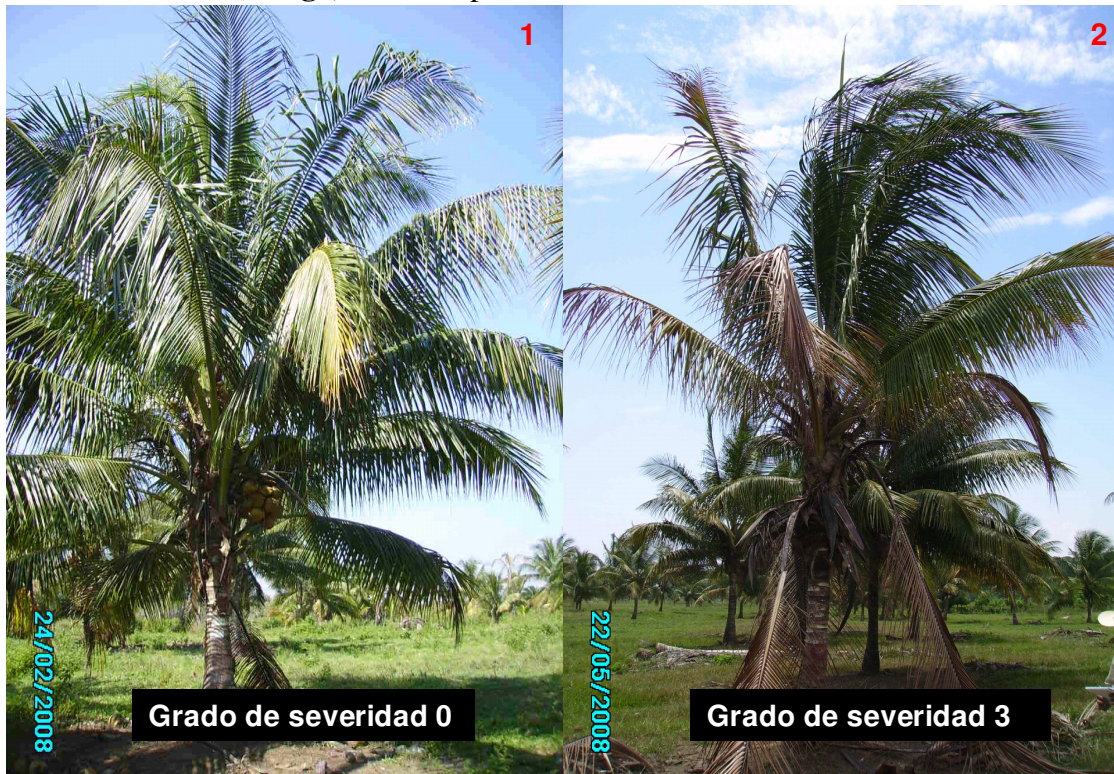 1
2
24/02/2008
22/05/2008
Grado de severidad 0
Grado de severidad 3